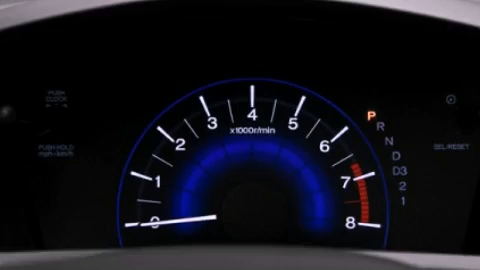 PUSH
CLOCK
PUSH-HOLD
mph-km/h
0
1
2
3
4
5
6
7
8
x1000r/min
P
R
N
D
D3
2
1
SEL/RESET